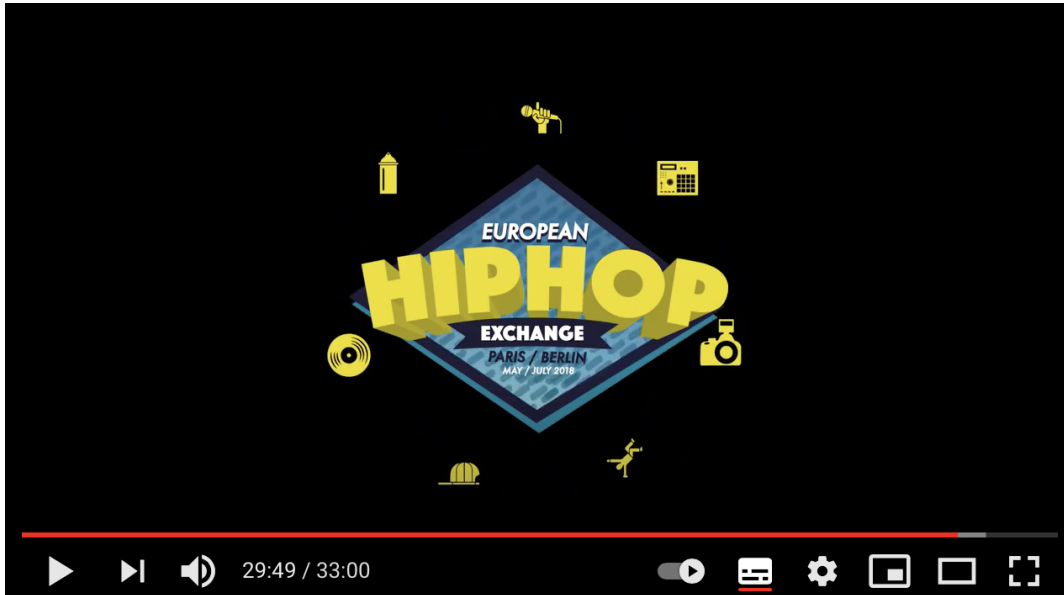 EUROPEAN
HIPHOP
EXCHANGE
PARIS / BERLIN
MAY / JULY 2018
29:49 / 33:00